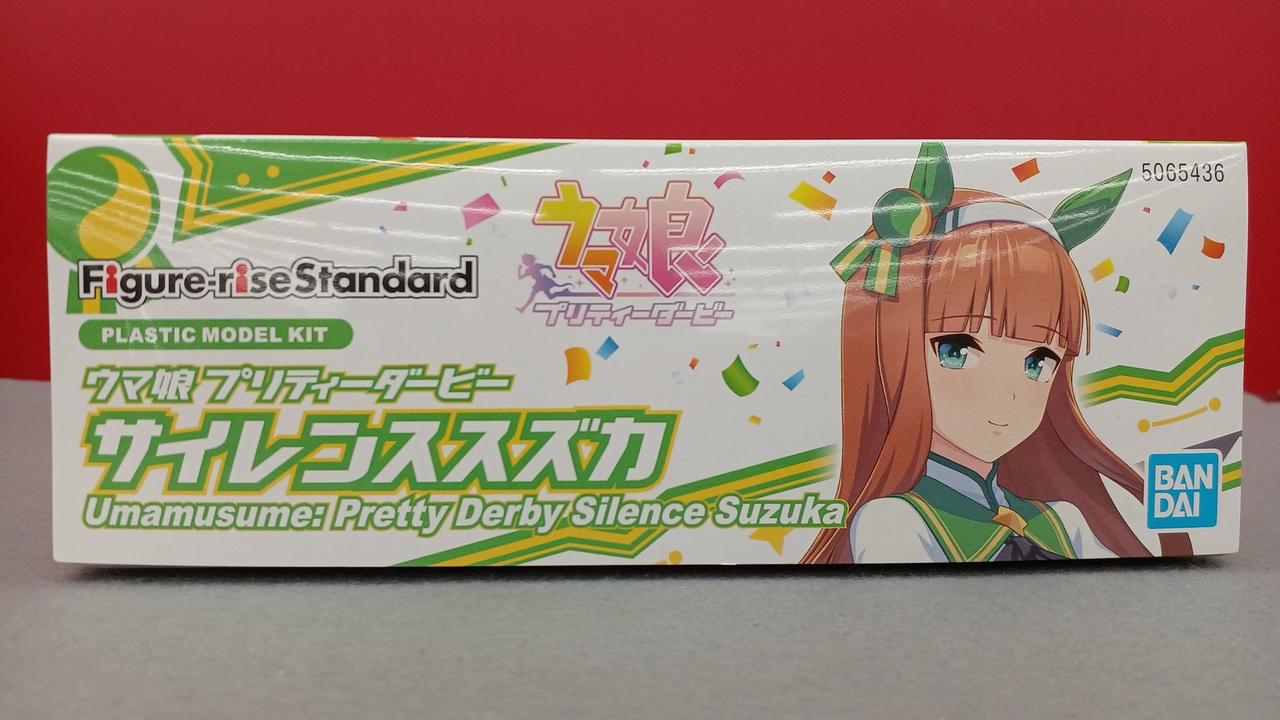 5065436
Figure-riseStandard
ウマ娘
プリティーダービー
PLASTIC MODEL KIT
ウマ娘 プリティーダービー
サイレンススズカ
Umamusume: Pretty Derby Silence Suzuka
BAN
DAI